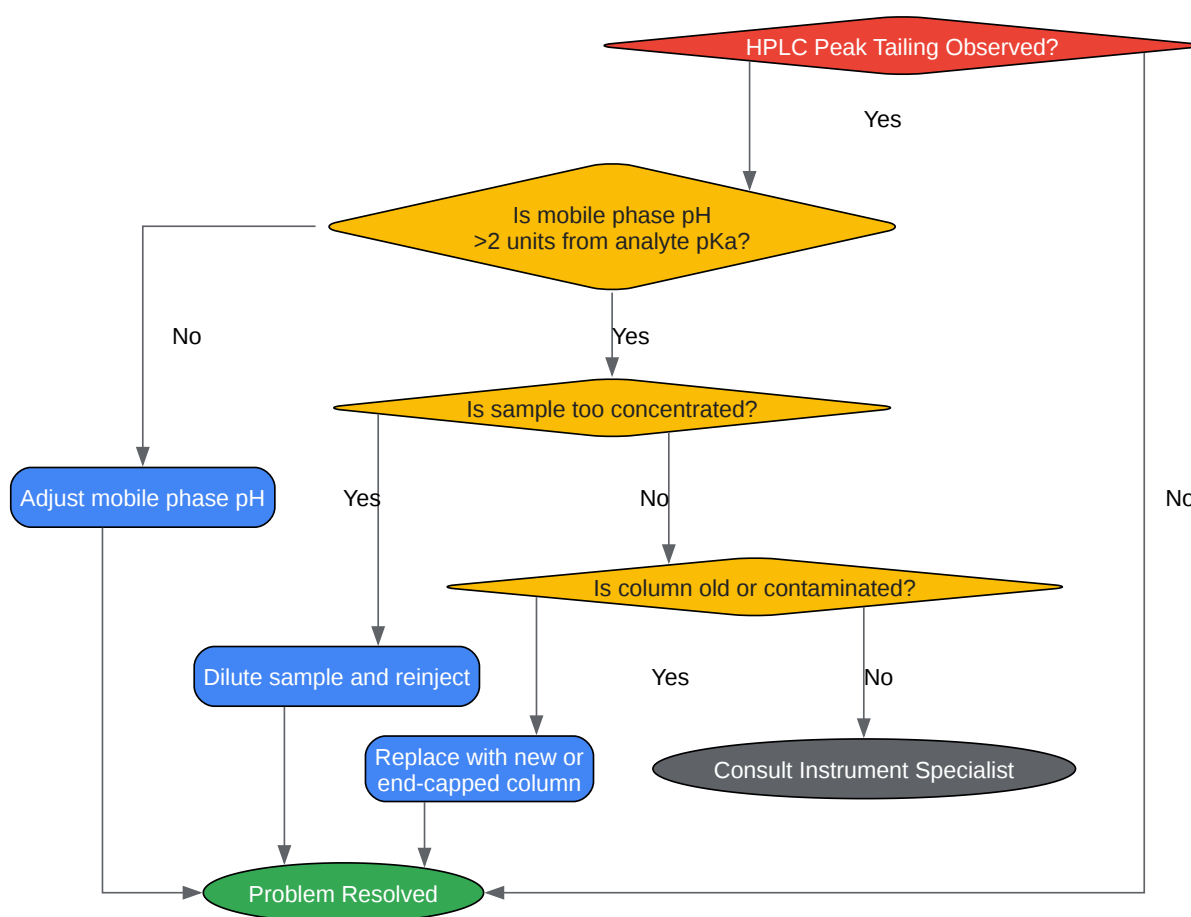 HPLC Peak Tailing Observed?
Yes
Is mobile phase pH
>2 units from analyte pKa?
No
Yes
Is sample too concentrated?
Adjust mobile phase pH
Yes
No
No
Is column old or contaminated?
Dilute sample and reinject
Yes
No
Replace with new or
end-capped column
Consult Instrument Specialist
Problem Resolved